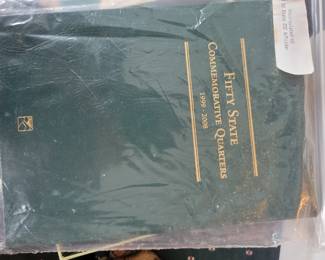 FIFTY STATE
COMMEMORATIVE QUARTERS
1999 - 2008